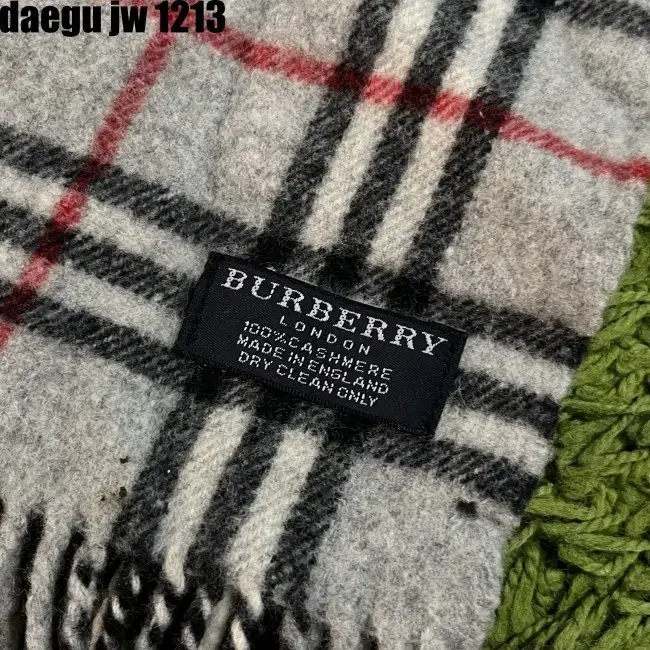 daegu jw 1213
BURBERRY
LONDON
100%CASHMERE
MADE IN ENGLAND
DRY CLEAN ONLY